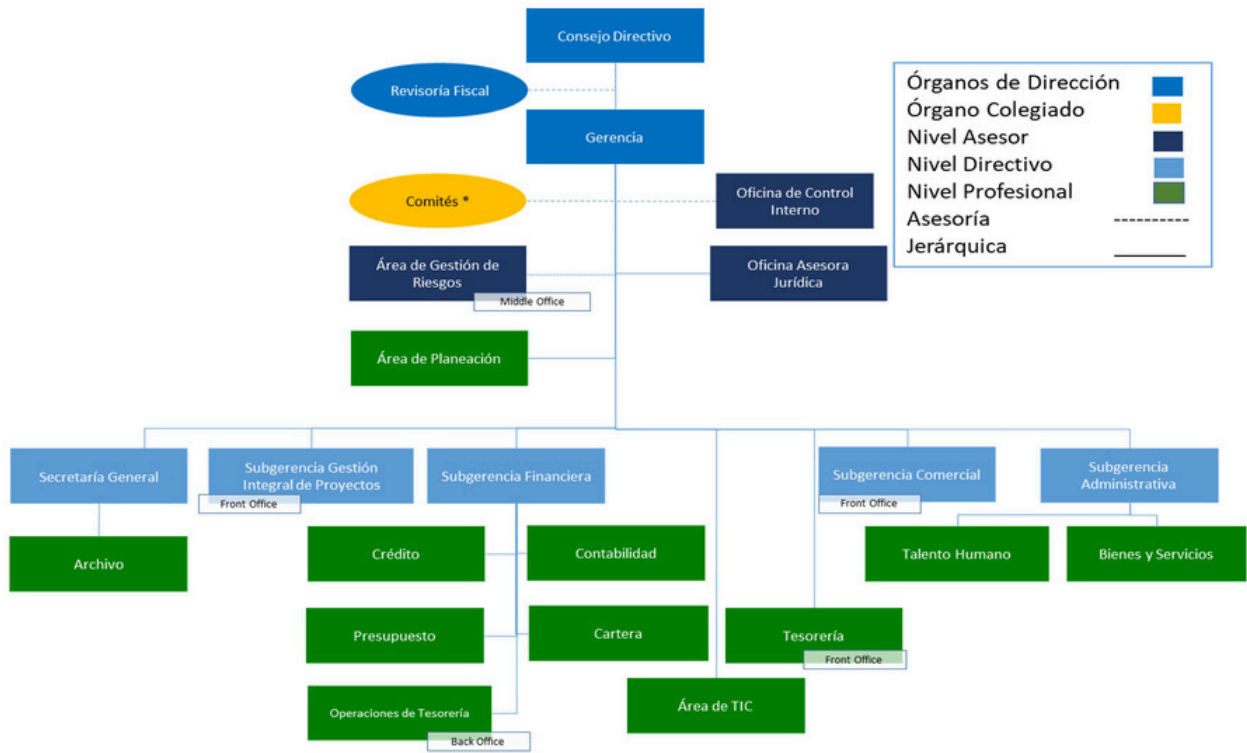 Consejo Directivo
Revisoría Fiscal
Gerencia
Comités *
Oficina de Control
Interno
Área de Gestión de
Riesgos
Middle Office
Oficina Asesora
Jurídica
Área de Planeación
Órganos de Dirección
Órgano Colegiado
Nivel Asesor
Nivel Directivo
Nivel Profesional
Asesoría
Jerárquica
Secretaría General
Subgerencia Gestión
Integral de Proyectos
Front Office
Subgerencia Financiera
Subgerencia Comercial
Front Office
Subgerencia
Administrativa
Archivo
Crédito
Contabilidad
Talento Humano
Bienes y Servicios
Presupuesto
Cartera
Tesorería
Front Office
Operaciones de Tesorería
Back Office
Área de TIC